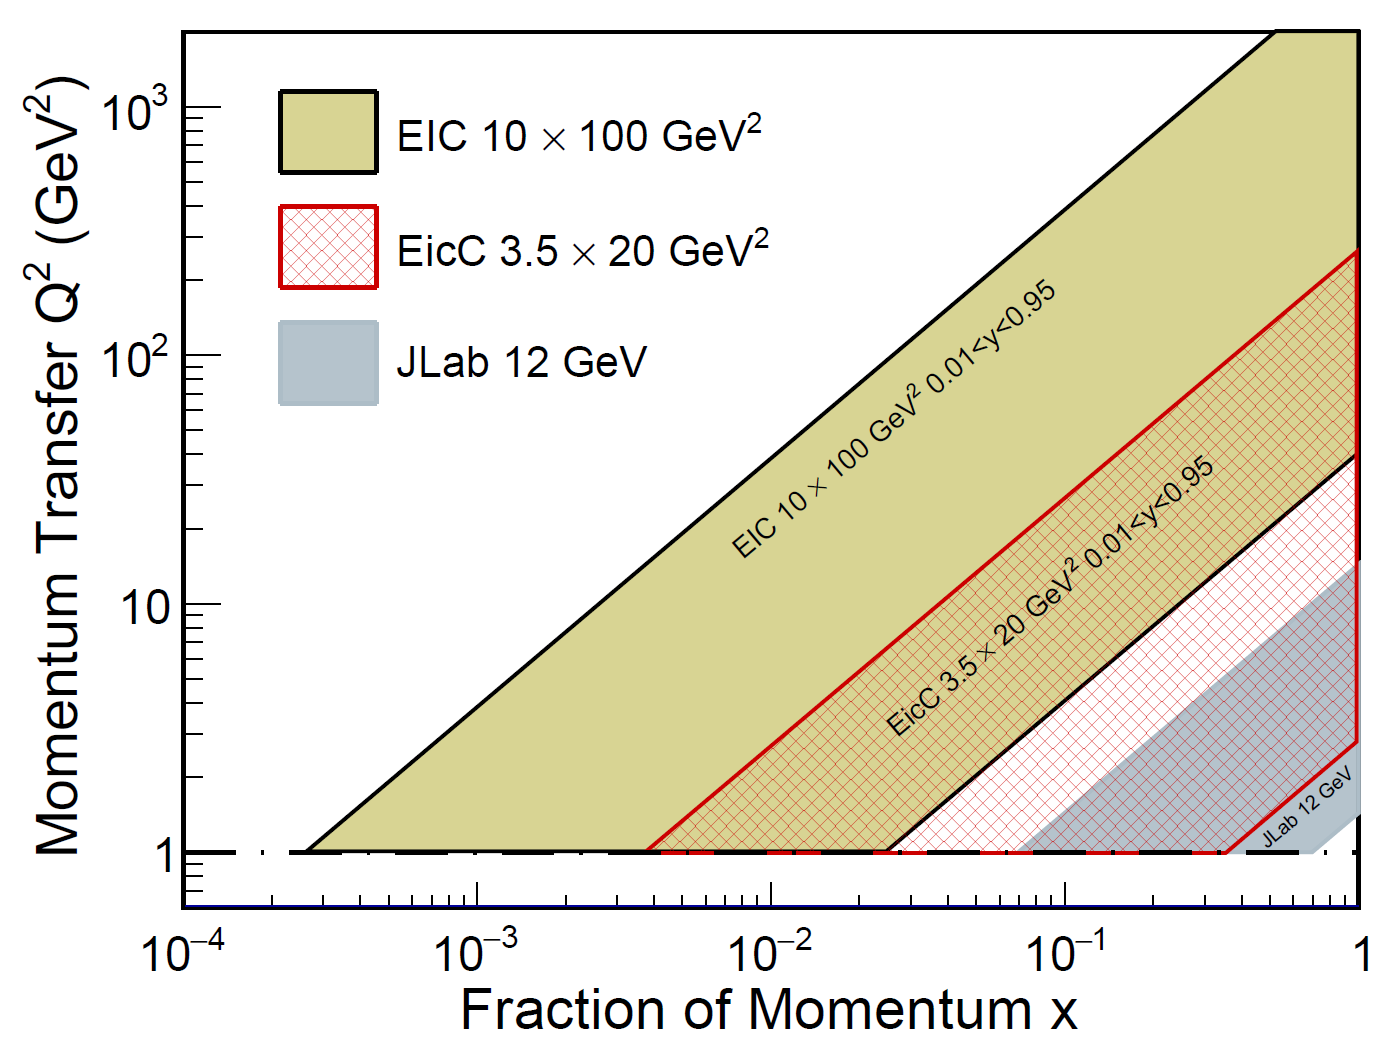 Momentum Transfer Q² (GeV²)
10³
10²
10
1
EIC 10 × 100 GeV²
EicC 3.5 × 20 GeV²
JLab 12 GeV
EIC 10 × 100 GeV² 0.01<y<0.95
EicC 3.5 × 20 GeV² 0.01<y<0.95
JLab 12 GeV
10⁻⁴ 10⁻³ 10⁻² 10⁻¹ 1
Fraction of Momentum x